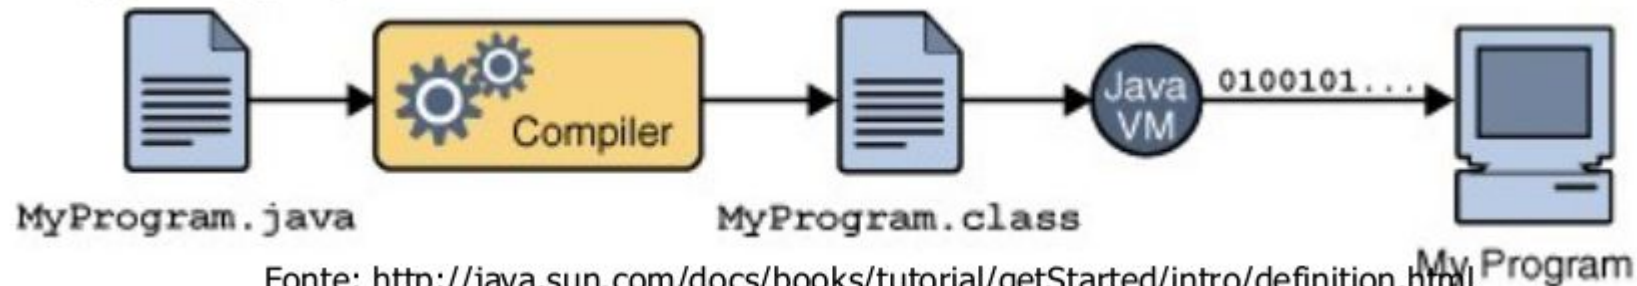 Compiler
Java
VM
0100101...
MyProgram.java
MyProgram.class
My Program
Fonte: http://java.sun.com/docs/books/tutorial/getStarted/intro/definition.html